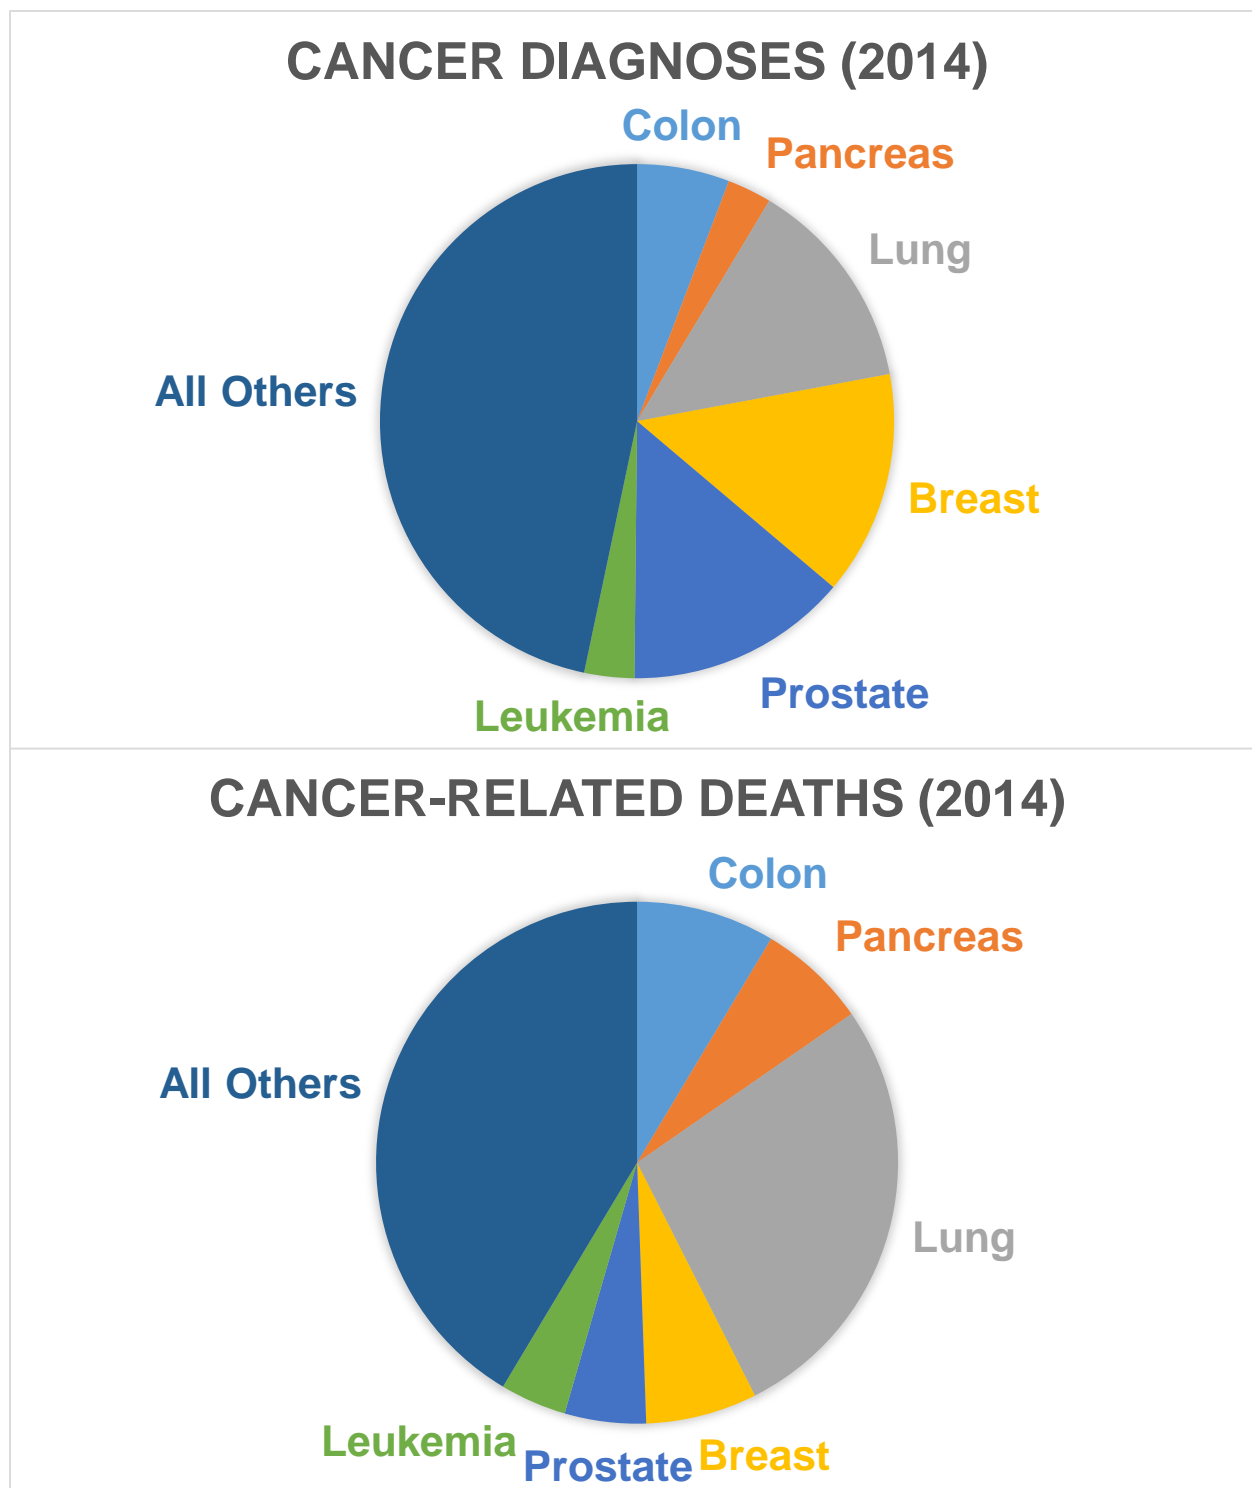 CANCER DIAGNOSES (2014)
Colon
Pancreas
Lung
All Others
Breast
Prostate
Leukemia
CANCER-RELATED DEATHS (2014)
Colon
Pancreas
All Others
Lung
Leukemia
Prostate
Breast